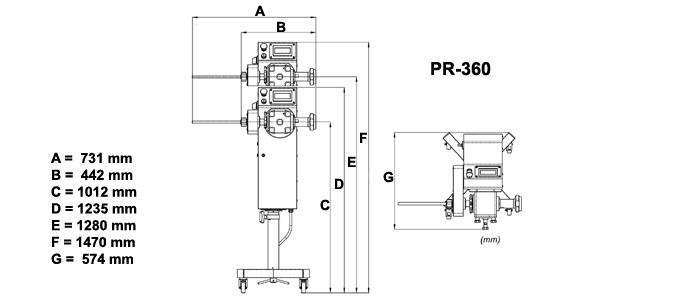 A
B
PR-360
F
G
E
D
C
A = 731 mm
B = 442 mm
C = 1012 mm
D = 1235 mm
E = 1280 mm
F = 1470 mm
G = 574 mm
(mm)